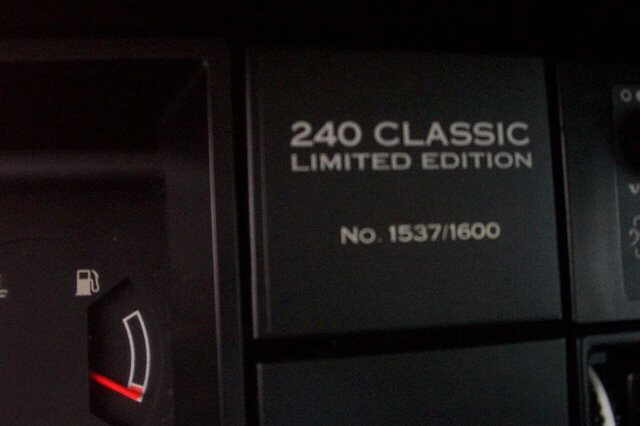 240 CLASSIC
LIMITED EDITION
No. 1537/1600